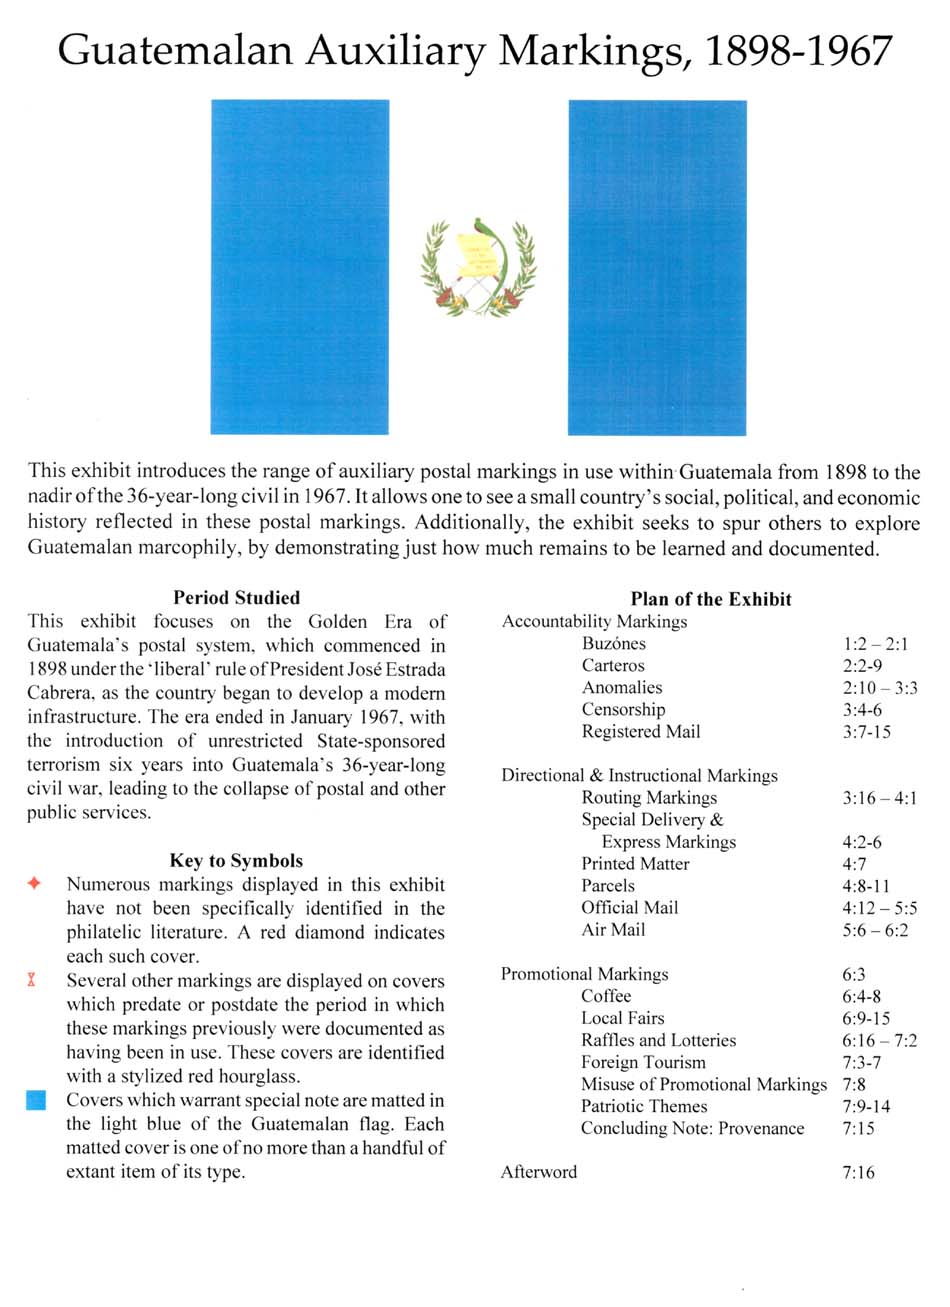 Guatemalan Auxiliary Markings, 1898-1967
This exhibit introduces the range of auxiliary postal markings in use within Guatemala from 1898 to the
nadir of the 36-year-long civil in 1967. It allows one to see a small country's social, political, and economic
history reflected in these postal markings. Additionally, the exhibit seeks to spur others to explore
Guatemalan marcophily, by demonstrating just how much remains to be learned and documented.
Period Studied
This exhibit focuses on the Golden Era of
Guatemala's postal system, which commenced in
1898 under the 'liberal' rule of President José Estrada
Cabrera, as the country began to develop a modern
infrastructure. The era ended in January 1967, with
the introduction of unrestricted State-sponsored
terrorism six years into Guatemala's 36-year-long
civil war, leading to the collapse of postal and other
public services.
Key to Symbols
Numerous markings displayed in this exhibit
have not been specifically identified in the
philatelic literature. A red diamond indicates
each such cover.
Several other markings are displayed on covers
which predate or postdate the period in which
these markings previously were documented as
having been in use. These covers are identified
with a stylized red hourglass.
Covers which warrant special note are matted in
the light blue of the Guatemalan flag. Each
matted cover is one of no more than a handful of
extant item of its type.
Plan of the Exhibit
Accountability Markings
Buzónes 1:2 – 2:1
Carteros 2:2-9
Anomalies 2:10 – 3:3
Censorship 3:4-6
Registered Mail 3:7-15
Directional & Instructional Markings
Routing Markings 3:16 – 4:1
Special Delivery &
Express Markings 4:2-6
Printed Matter 4:7
Parcels 4:8-11
Official Mail 4:12 – 5:5
Air Mail 5:6 – 6:2
Promotional Markings 6:3
Coffee 6:4-8
Local Fairs 6:9-15
Raffles and Lotteries 6:16 – 7:2
Foreign Tourism 7:3-7
Misuse of Promotional Markings 7:8
Patriotic Themes 7:9-14
Concluding Note: Provenance 7:15
Afterword 7:16